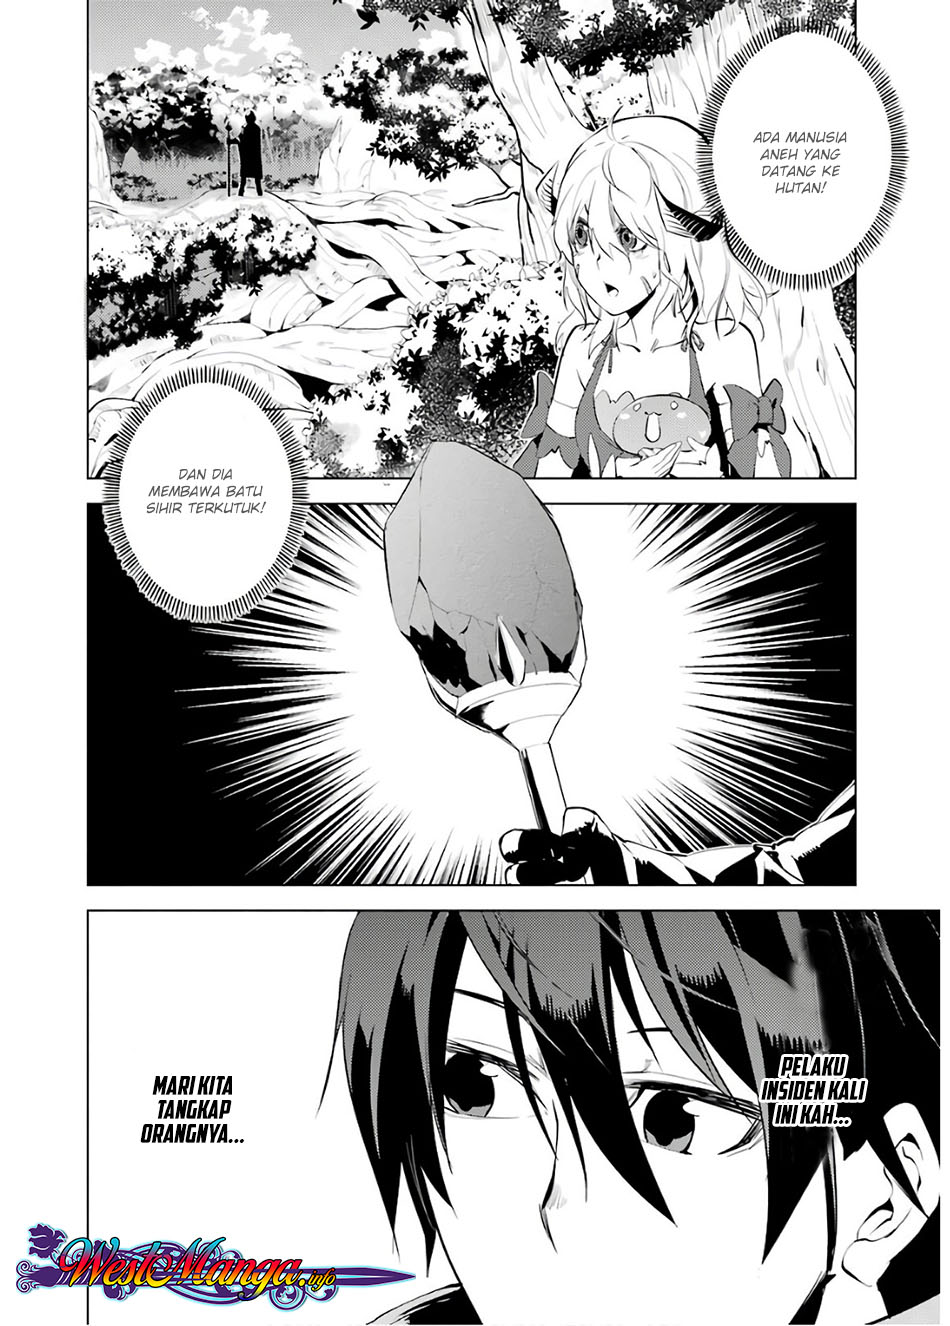 ADA MANUSIA
ANEH YANG
DATANG KE
HUTAN!
DAN DIA
MEMBAWA BATU
SIHIR TERKUTUK!
PELAKU
INSIDEN KALI
INI KAH...
MARI KITA
TANGKAP
ORANGNYA...
WestManga.info